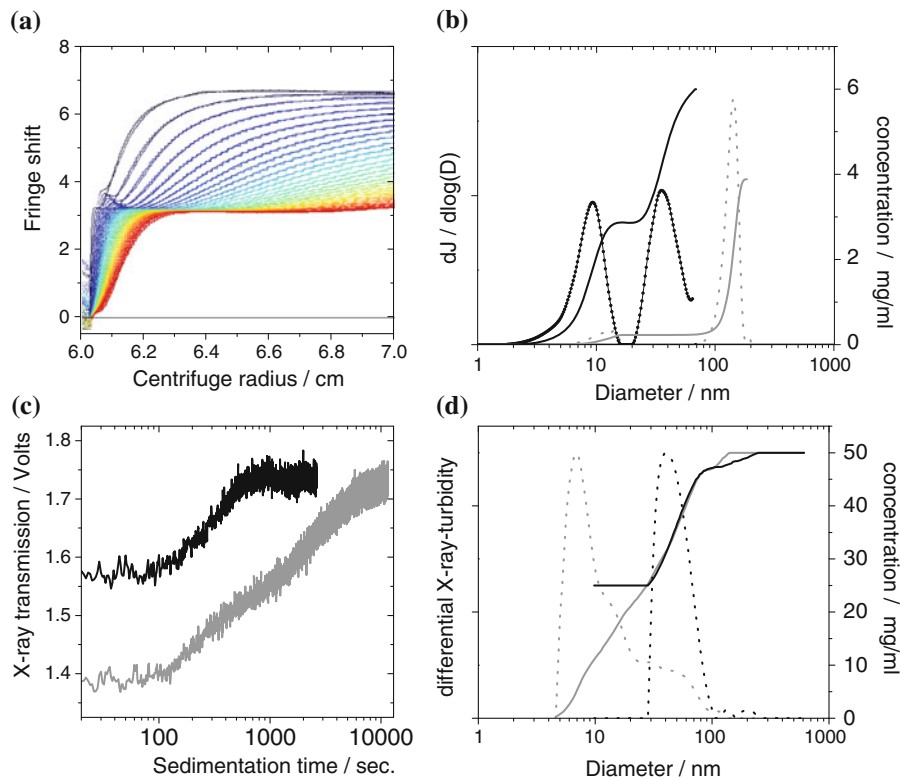 (a)
8
6
4
2
0
Fringe shift
6.0 6.2 6.4 6.6 6.8 7.0
Centrifuge radius / cm
(b)
dJ / dlog(D)
6
4
2
0
concentration / mg/ml
1 10 100 1000
Diameter / nm
(c)
1.8
1.7
1.6
1.5
1.4
X-ray transmission / Volts
100 1000 10000
Sedimentation time / sec.
(d)
differential X-ray-turbidity
50
40
30
20
10
0
concentration / mg/ml
1 10 100 1000
Diameter / nm